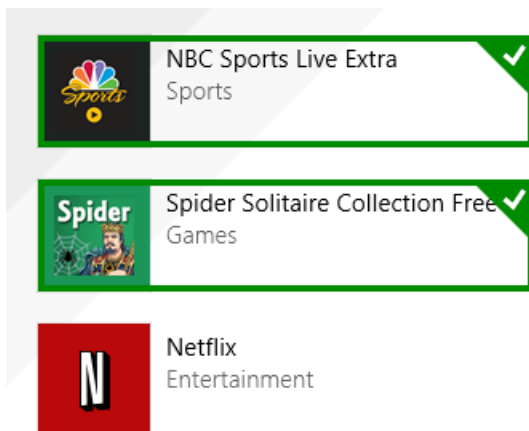 Sports
NBC Sports Live Extra
Sports
Spider
Spider Solitaire Collection Free
Games
N
Netflix
Entertainment